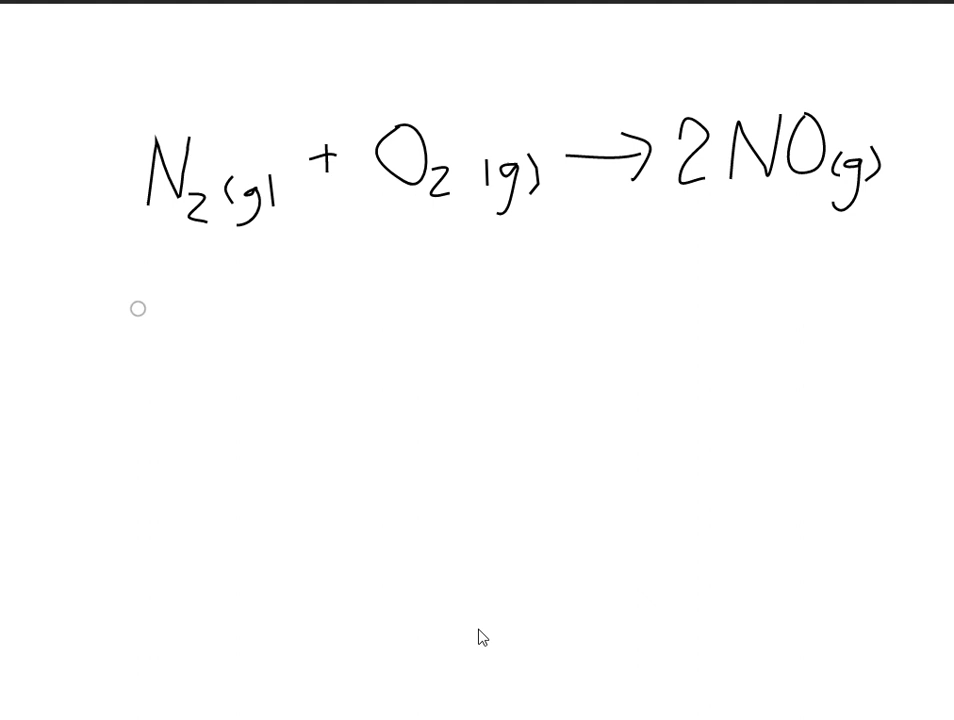 N₂(g) + O₂(g) → 2NO(g)